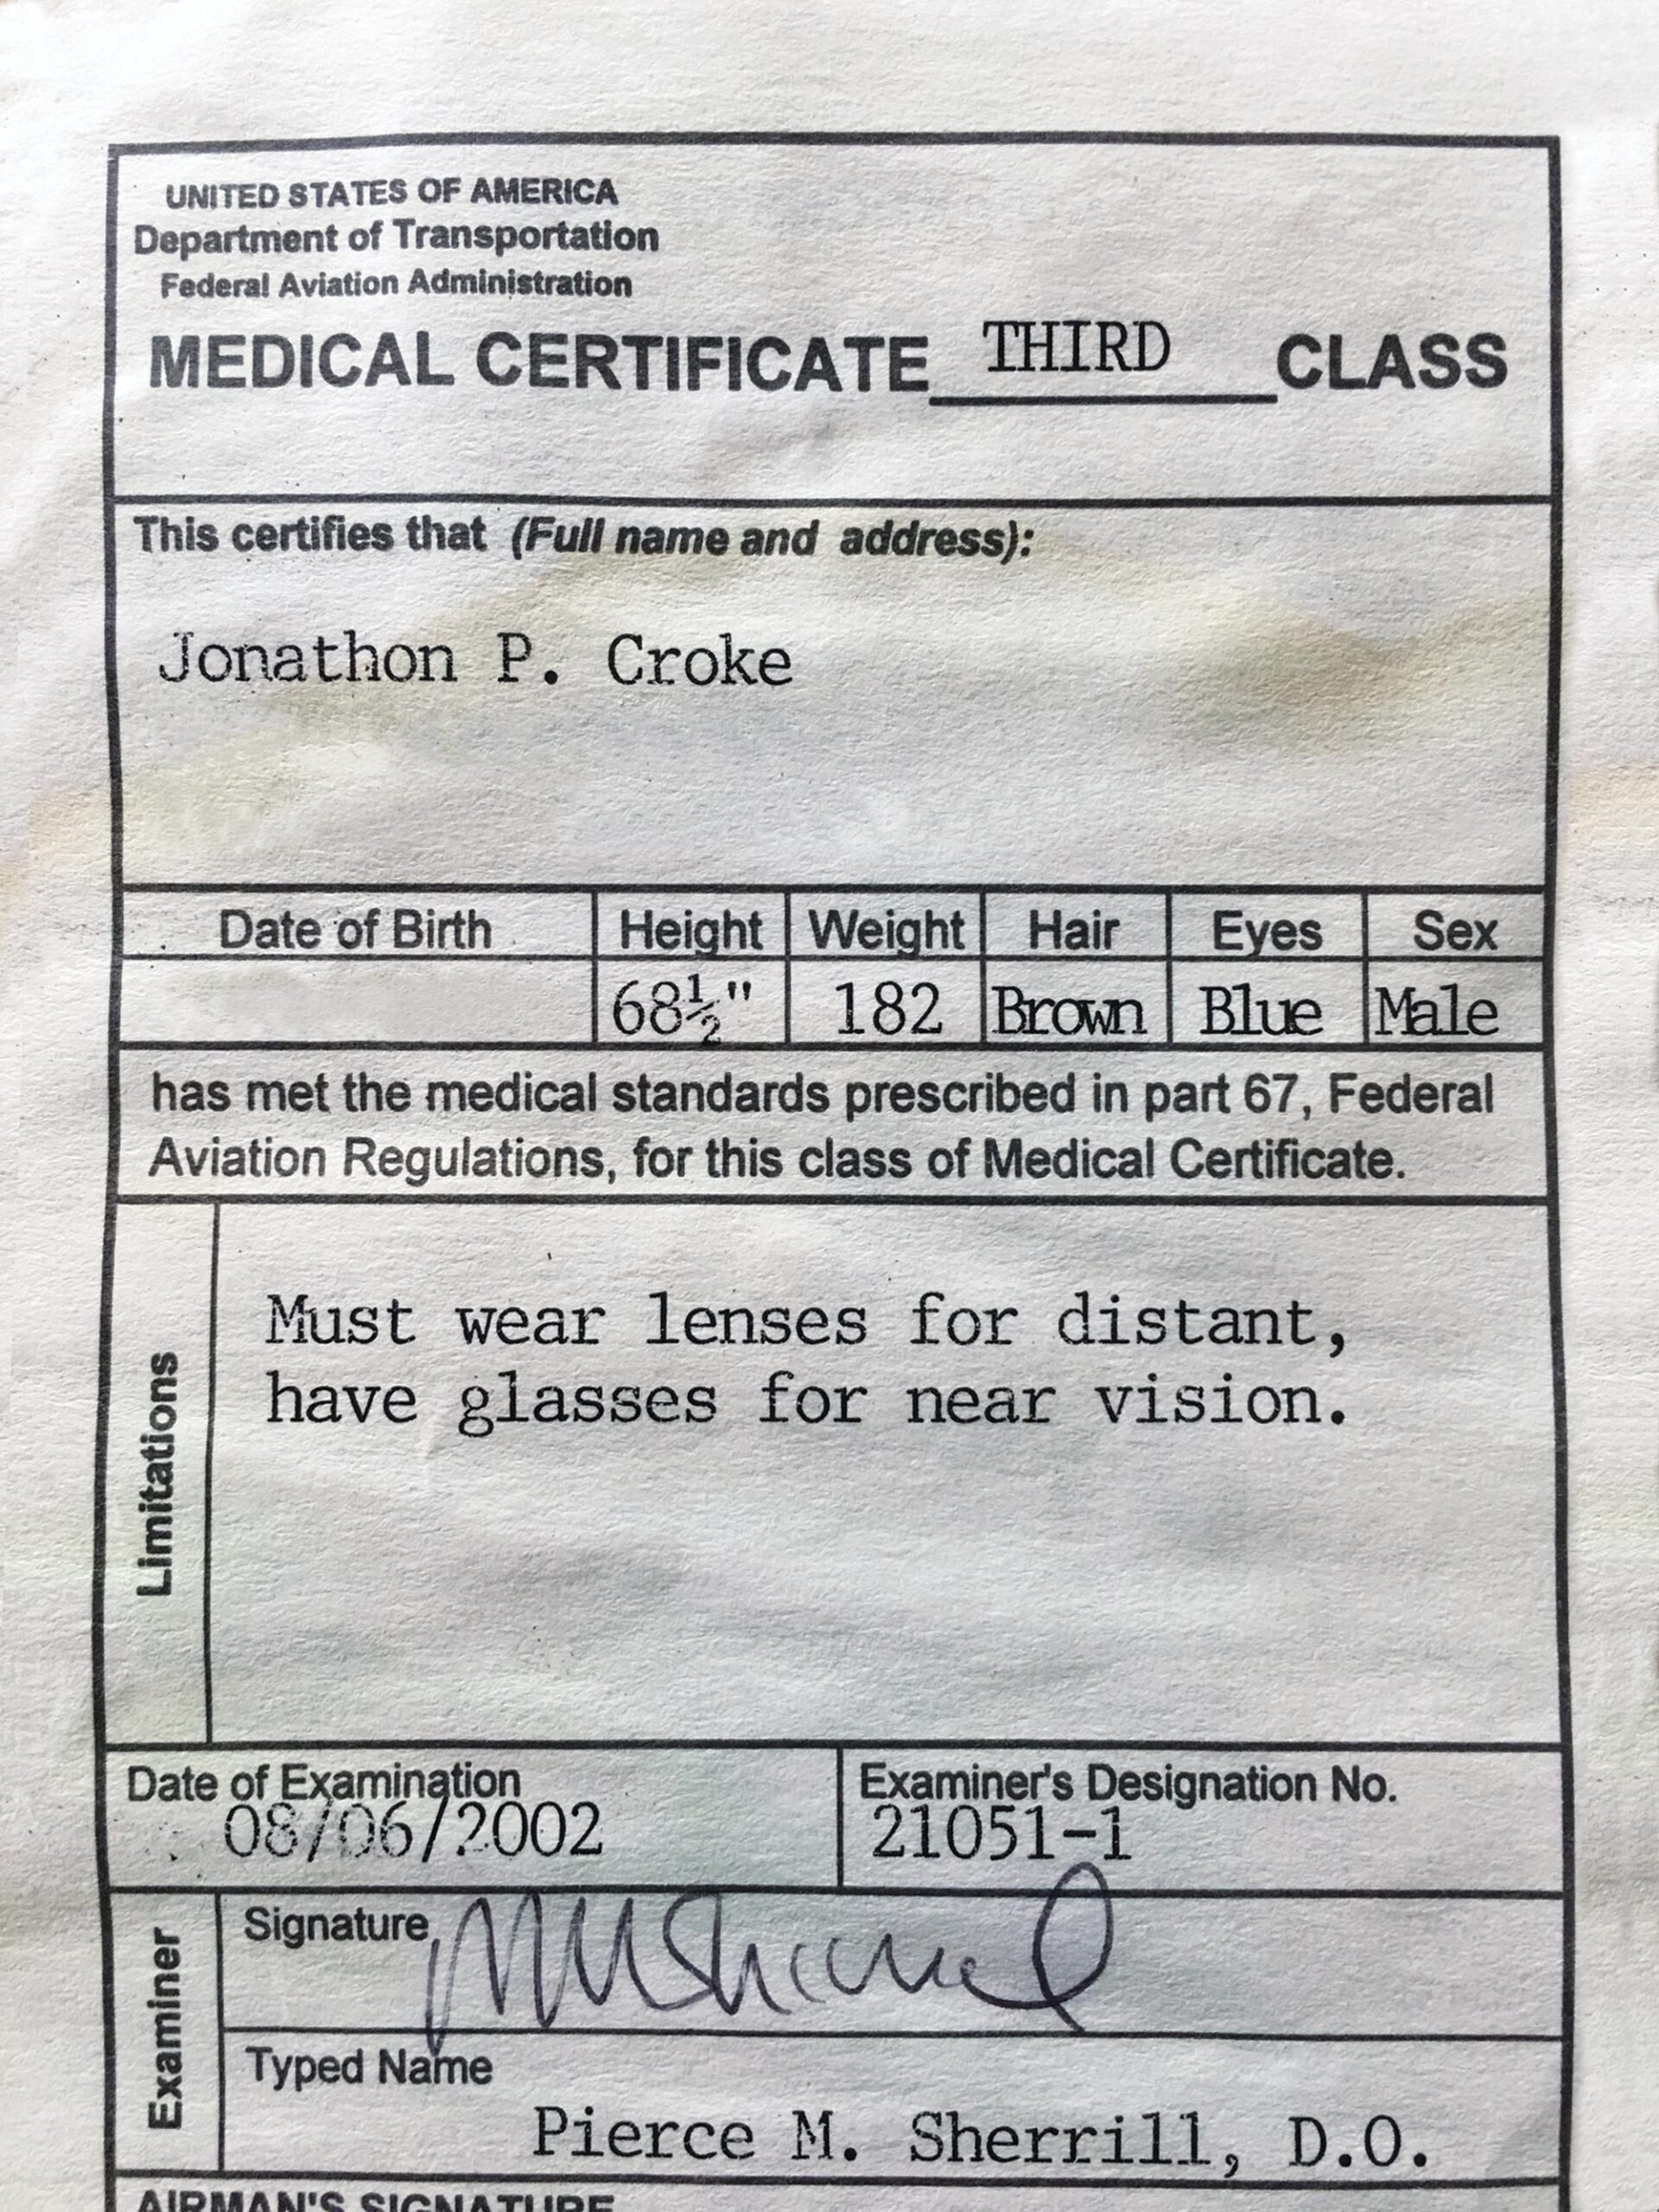 UNITED STATES OF AMERICA
Department of Transportation
Federal Aviation Administration
MEDICAL CERTIFICATE THIRD CLASS
This certifies that (Full name and address):
Jonathon P. Croke
Date of Birth Height Weight Hair Eyes Sex
68½" 182 Brown Blue Male
has met the medical standards prescribed in part 67, Federal
Aviation Regulations, for this class of Medical Certificate.
Limitations
Must wear lenses for distant,
have glasses for near vision.
Date of Examination
08/06/2002
Examiner's Designation No.
21051-1
Examiner
Signature
Typed Name
Pierce M. Sherrill, D.O.
AIRMAN'S SIGNATURE